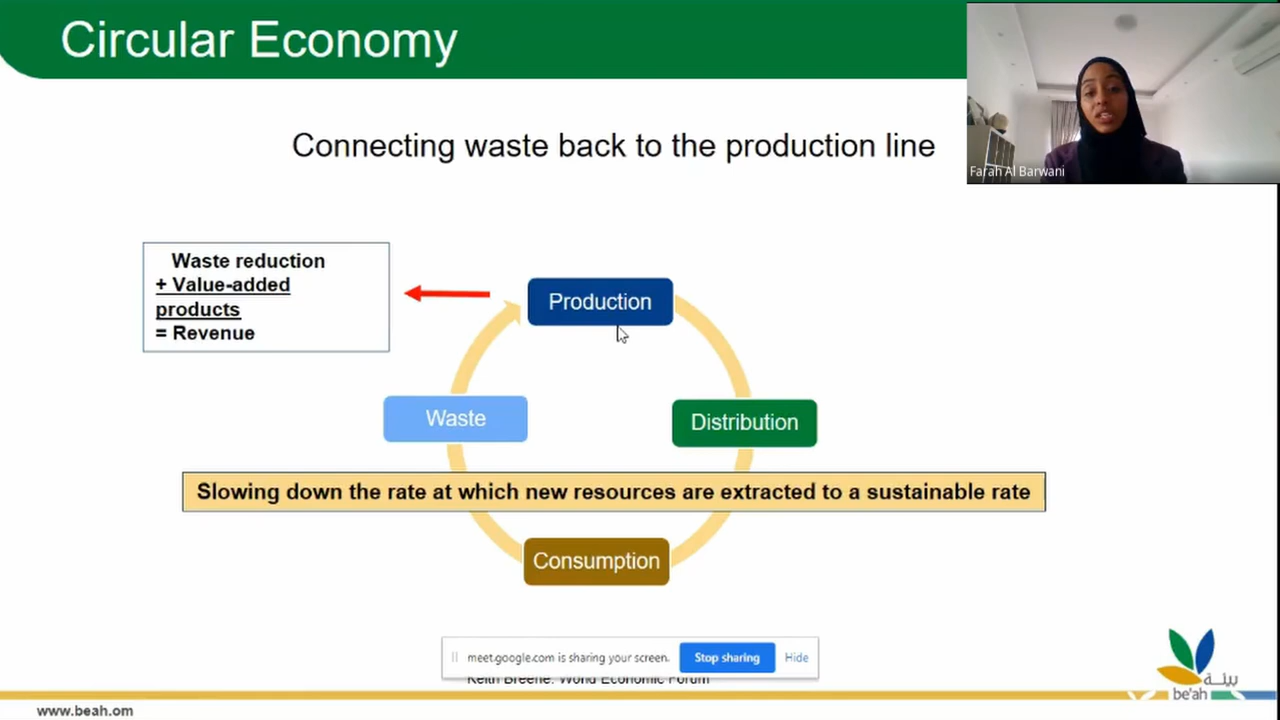 Circular Economy
Farah Al Barwani
Connecting waste back to the production line
Waste reduction
+ Value-added
products
= Revenue
Production
Waste
Distribution
Slowing down the rate at which new resources are extracted to a sustainable rate
Consumption
meet.google.com is sharing your screen.
Stop sharing
Hide
Keith Breene. World Economic Forum
بيئة
be'ah
www.beah.om